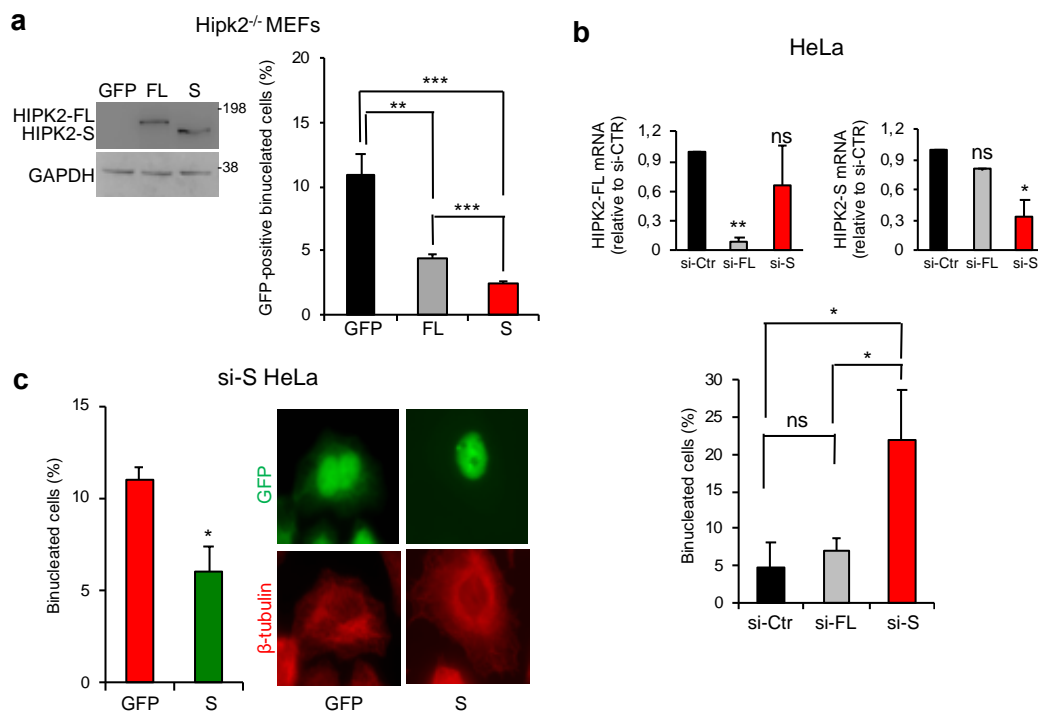 a
Hipk2-/- MEFs
GFP FL S
HIPK2-FL
HIPK2-S
GAPDH
198
38
GFP-positive binucelated cells (%)
20
15
10
5
0
***
**
***
GFP FL S
b
HeLa
HIPK2-FL mRNA
(relative to si-CTR)
1,2
0,9
0,6
0,3
0
**
ns
si-Ctr si-FL si-S
HIPK2-S mRNA
(relative to si-CTR)
1,2
0,9
0,6
0,3
0
ns
*
si-Ctr si-FL si-S
Binucleated cells (%)
30
25
20
15
10
5
0
*
*
ns
si-Ctr si-FL si-S
c
si-S HeLa
Binucleated cells (%)
15
10
5
0
*
GFP S
GFP
β-tubulin
GFP S